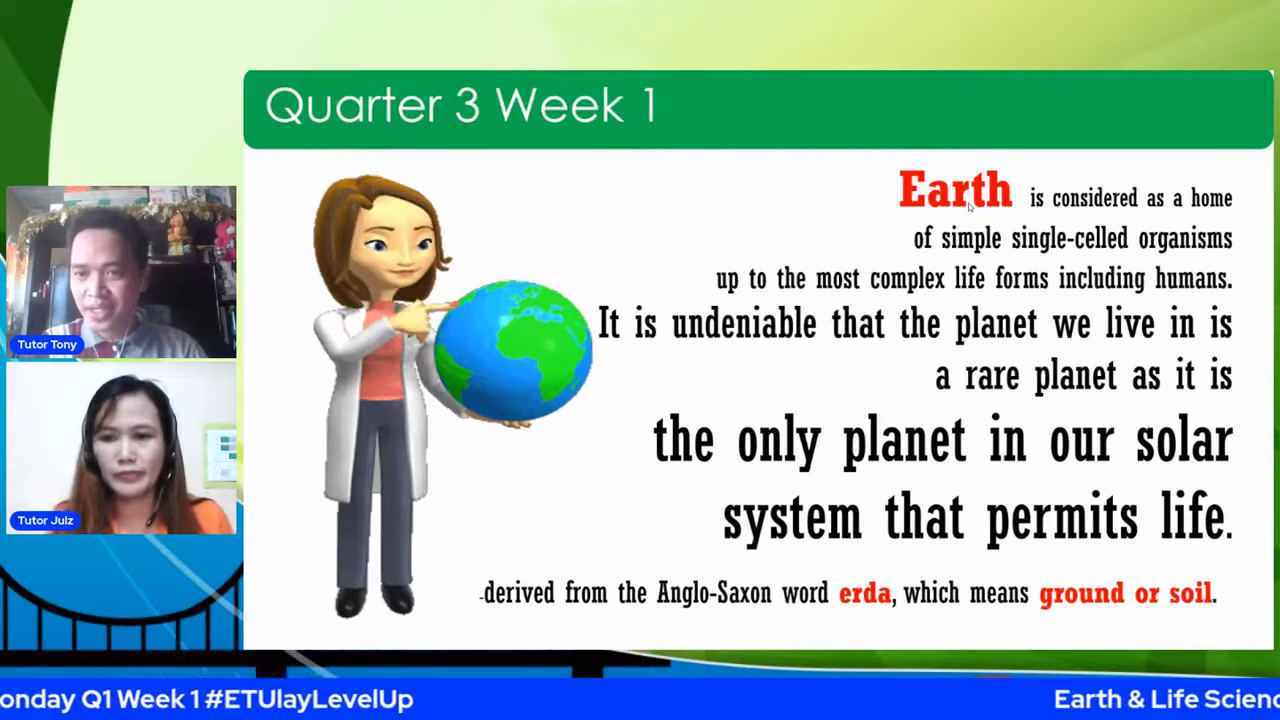 Quarter 3 Week 1
Earth is considered as a home
of simple single-celled organisms
up to the most complex life forms including humans.
It is undeniable that the planet we live in is
a rare planet as it is
the only planet in our solar
system that permits life.
-derived from the Anglo-Saxon word erda, which means ground or soil.
Tutor Tony
Tutor Julz
onday Q1 Week 1 #ETUlayLevelUp
Earth & Life Scienc